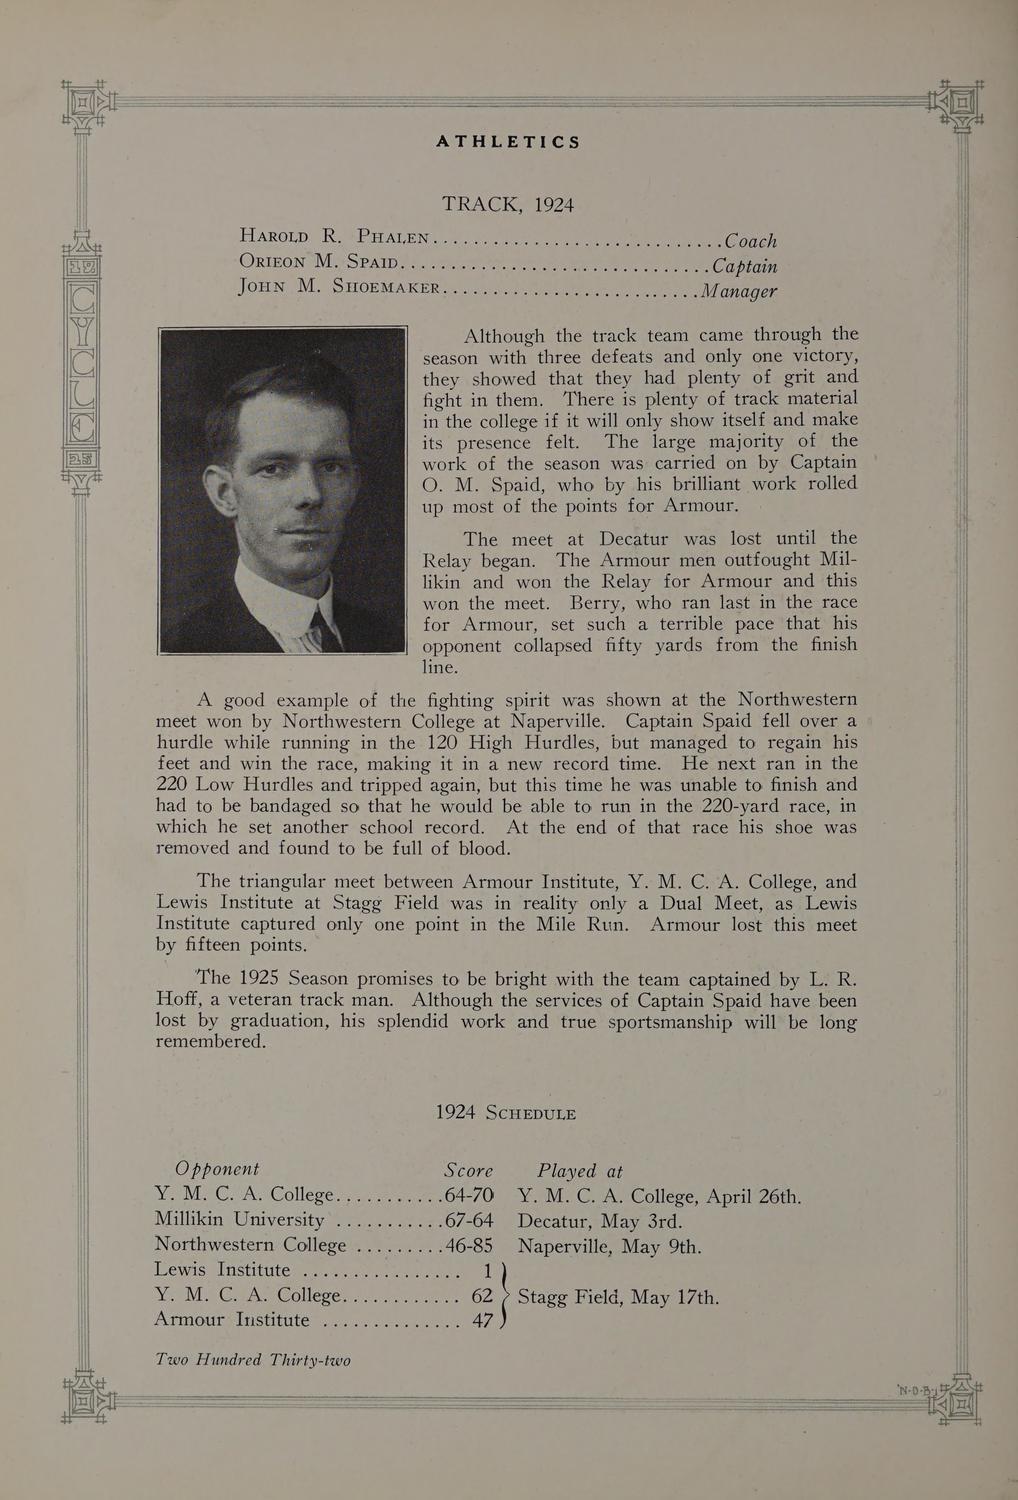 ATHLETICS
TRACK, 1924
HAROLD R. PHALEN..............................Coach
ORIEON M. SPAID................................Captain
JOHN M. SHOEMAKER..........................Manager
19
CYCLE
25
Although the track team came through the
season with three defeats and only one victory,
they showed that they had plenty of grit and
fight in them. There is plenty of track material
in the college if it will only show itself and make
its presence felt. The large majority of the
work of the season was carried on by Captain
O. M. Spaid, who by his brilliant work rolled
up most of the points for Armour.
The meet at Decatur was lost until the
Relay began. The Armour men outfought Mil-
likin and won the Relay for Armour and this
won the meet. Berry, who ran last in the race
for Armour, set such a terrible pace that his
opponent collapsed fifty yards from the finish
line.
A good example of the fighting spirit was shown at the Northwestern
meet won by Northwestern College at Naperville. Captain Spaid fell over a
hurdle while running in the 120 High Hurdles, but managed to regain his
feet and win the race, making it in a new record time. He next ran in the
220 Low Hurdles and tripped again, but this time he was unable to finish and
had to be bandaged so that he would be able to run in the 220-yard race, in
which he set another school record. At the end of that race his shoe was
removed and found to be full of blood.
The triangular meet between Armour Institute, Y. M. C. A. College, and
Lewis Institute at Stagg Field was in reality only a Dual Meet, as Lewis
Institute captured only one point in the Mile Run. Armour lost this meet
by fifteen points.
The 1925 Season promises to be bright with the team captained by L. R.
Hoff, a veteran track man. Although the services of Captain Spaid have been
lost by graduation, his splendid work and true sportsmanship will be long
remembered.
1924 SCHEDULE
Opponent Score Played at
Y. M. C. A. College...........64-70 Y. M. C. A. College, April 26th.
Millikin University ...........67-64 Decatur, May 3rd.
Northwestern College .........46-85 Naperville, May 9th.
Lewis Institute ................ 1
Y. M. C. A. College............ 62 Stagg Field, May 17th.
Armour Institute .............. 47
Two Hundred Thirty-two